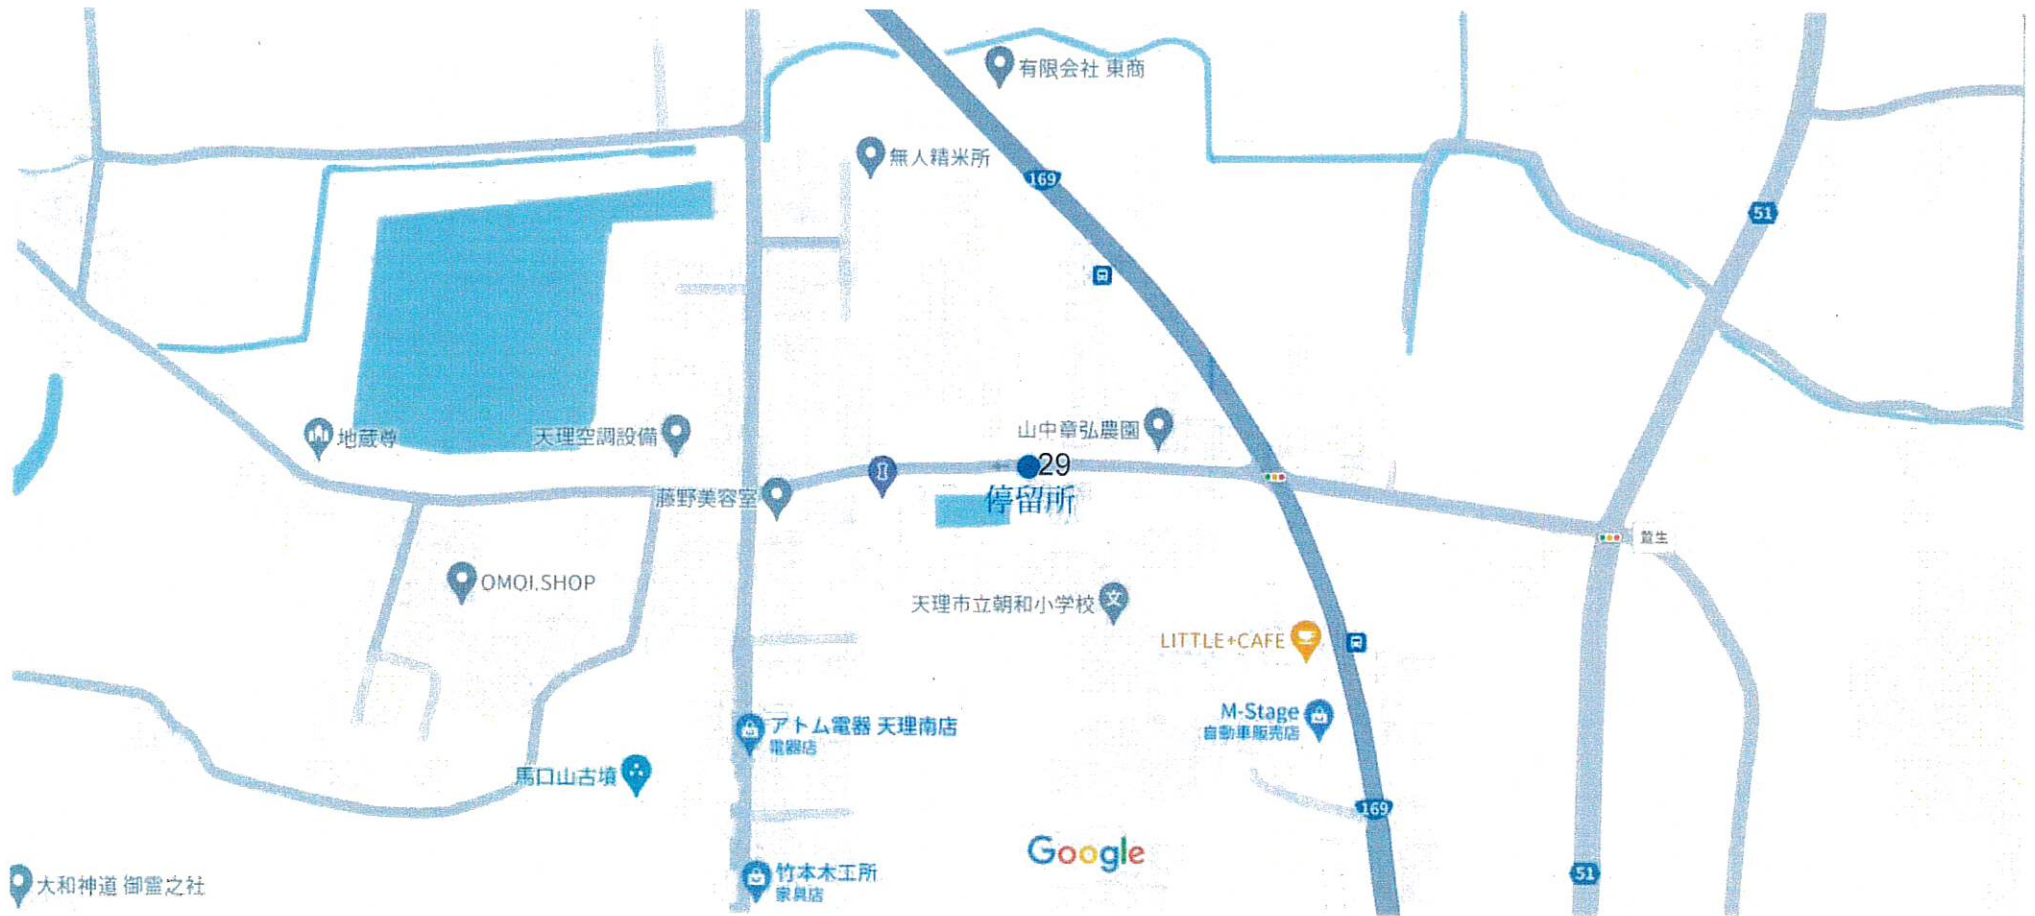 有限会社 東商
無人精米所
169
51
地蔵尊
天理空調設備
山中章弘農園
29
停留所
藤野美容室
萱生
OMOI.SHOP
天理市立朝和小学校
LITTLE+CAFE
M-Stage
自動車販売店
アトム電器 天理南店
電器店
馬口山古墳
169
Google
竹本木工所
家具店
51
大和神道 御霊之社